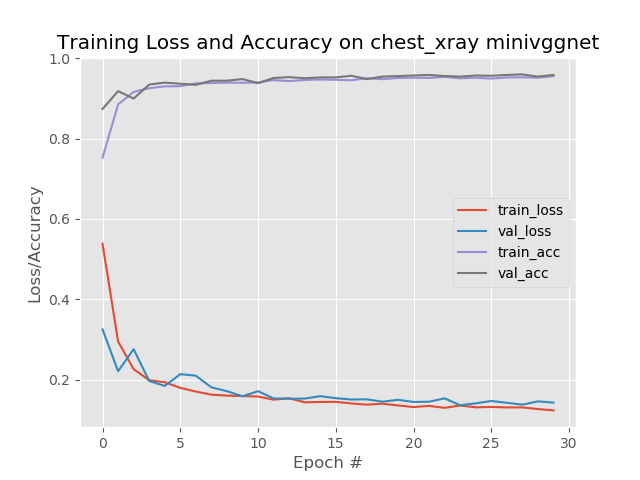 Training Loss and Accuracy on chest_xray minivggnet
1.0
0.8
0.6
0.4
0.2
Loss/Accuracy
train_loss
val_loss
train_acc
val_acc
0 5 10 15 20 25 30
Epoch #